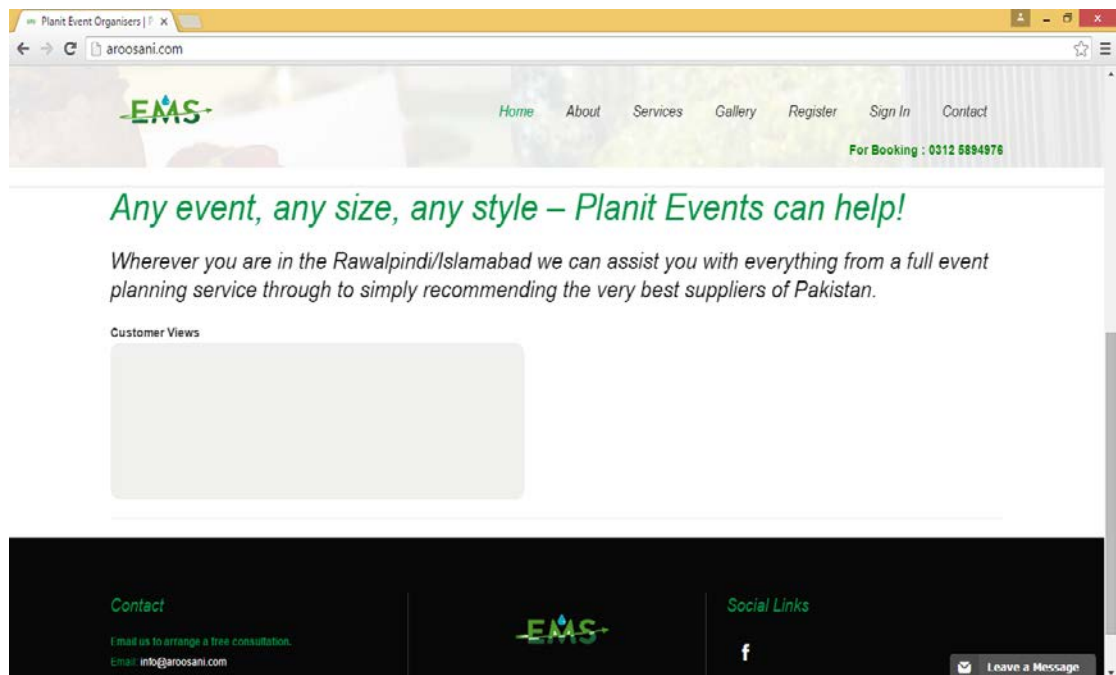 Planit Event Organisers | P
aroosani.com
EMS
Home About Services Gallery Register Sign In Contact
For Booking : 0312 5894976
Any event, any size, any style – Planit Events can help!
Wherever you are in the Rawalpindi/Islamabad we can assist you with everything from a full event
planning service through to simply recommending the very best suppliers of Pakistan.
Customer Views
Contact
Email us to arrange a free consultation.
Email: info@aroosani.com
EMS
Social Links
f
Leave a Message